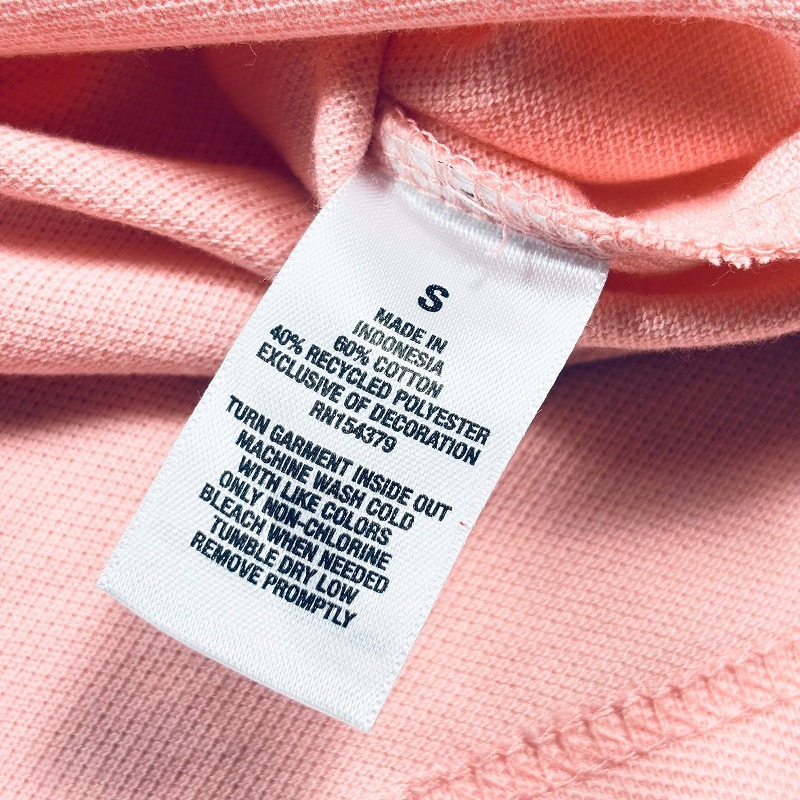 S
MADE IN
INDONESIA
60% COTTON
40% RECYCLED POLYESTER
EXCLUSIVE OF DECORATION
RN154379
TURN GARMENT INSIDE OUT
MACHINE WASH COLD
WITH LIKE COLORS
ONLY NON-CHLORINE
BLEACH WHEN NEEDED
TUMBLE DRY LOW
REMOVE PROMPTLY